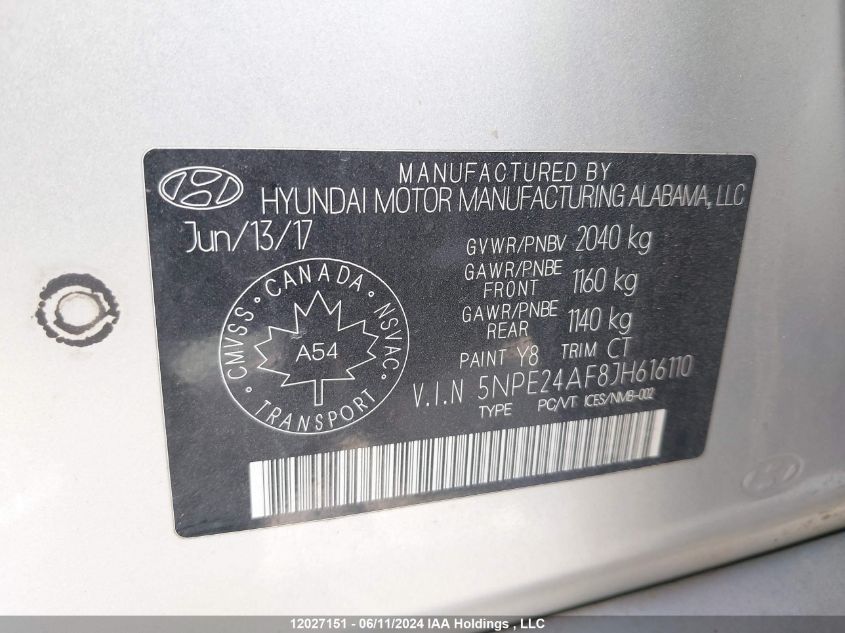 MANUFACTURED BY
HYUNDAI MOTOR MANUFACTURING ALABAMA, LLC
Jun/13/17
GVWR/PNBV 2040 kg
GAWR/PNBE FRONT 1160 kg
GAWR/PNBE REAR 1140 kg
PAINT Y8 TRIM CT
V.I.N 5NPE24AF8JH616110
TYPE PC/VT ICES/NMB-002
CANADA
CMVSS · NSVAC
A54
TRANSPORT
12027151 - 06/11/2024 IAA Holdings , LLC